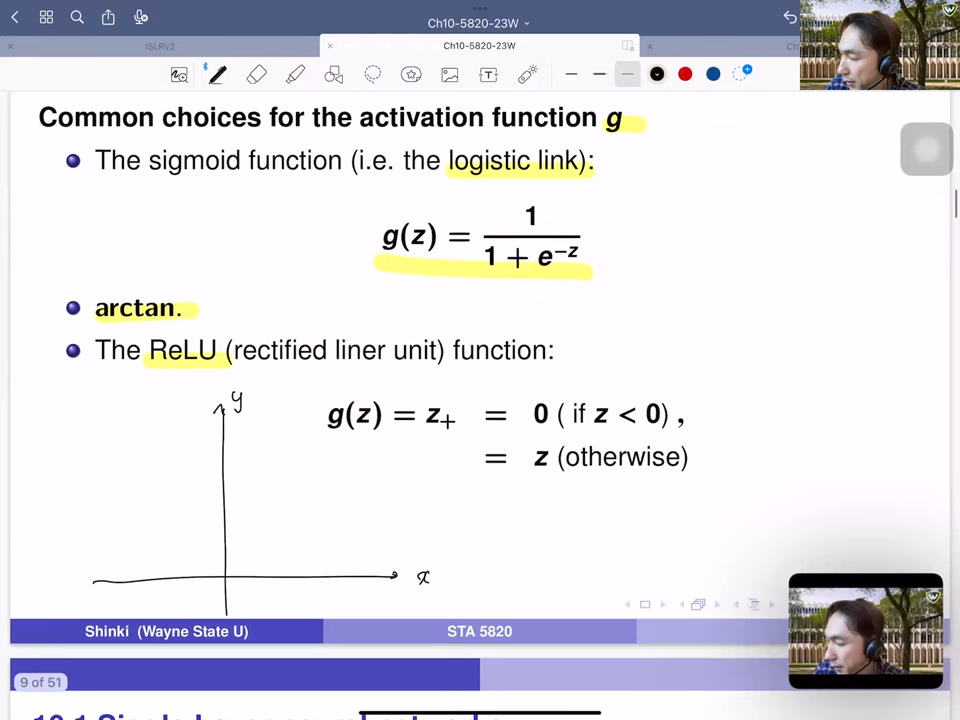 Ch10-5820-23W
ISLRv2
Ch10-5820-23W
Common choices for the activation function g
The sigmoid function (i.e. the logistic link):
g(z) = 1 / (1 + e^{-z})
arctan.
The ReLU (rectified liner unit) function:
y
g(z) = z₊ = 0 ( if z < 0) ,
= z (otherwise)
x
Shinki (Wayne State U)
STA 5820
9 of 51